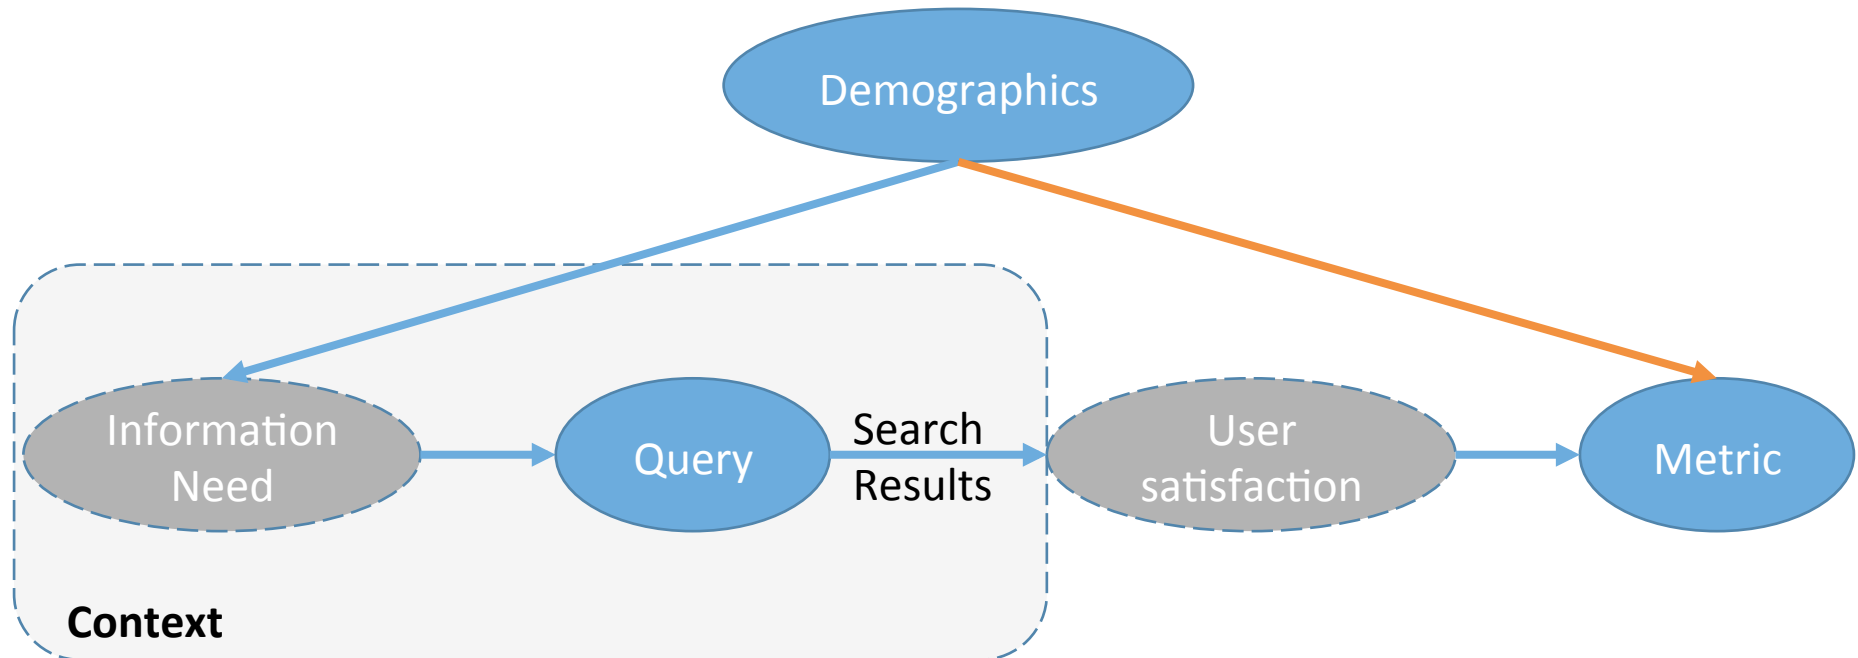 Demographics
Information
Need
Query
Search
Results
User
satisfaction
Metric
Context